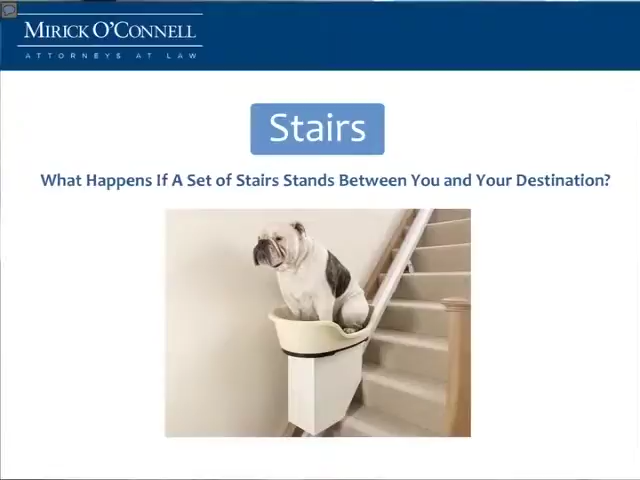 MIRICK O'CONNELL
ATTORNEYS AT LAW
Stairs
What Happens If A Set of Stairs Stands Between You and Your Destination?